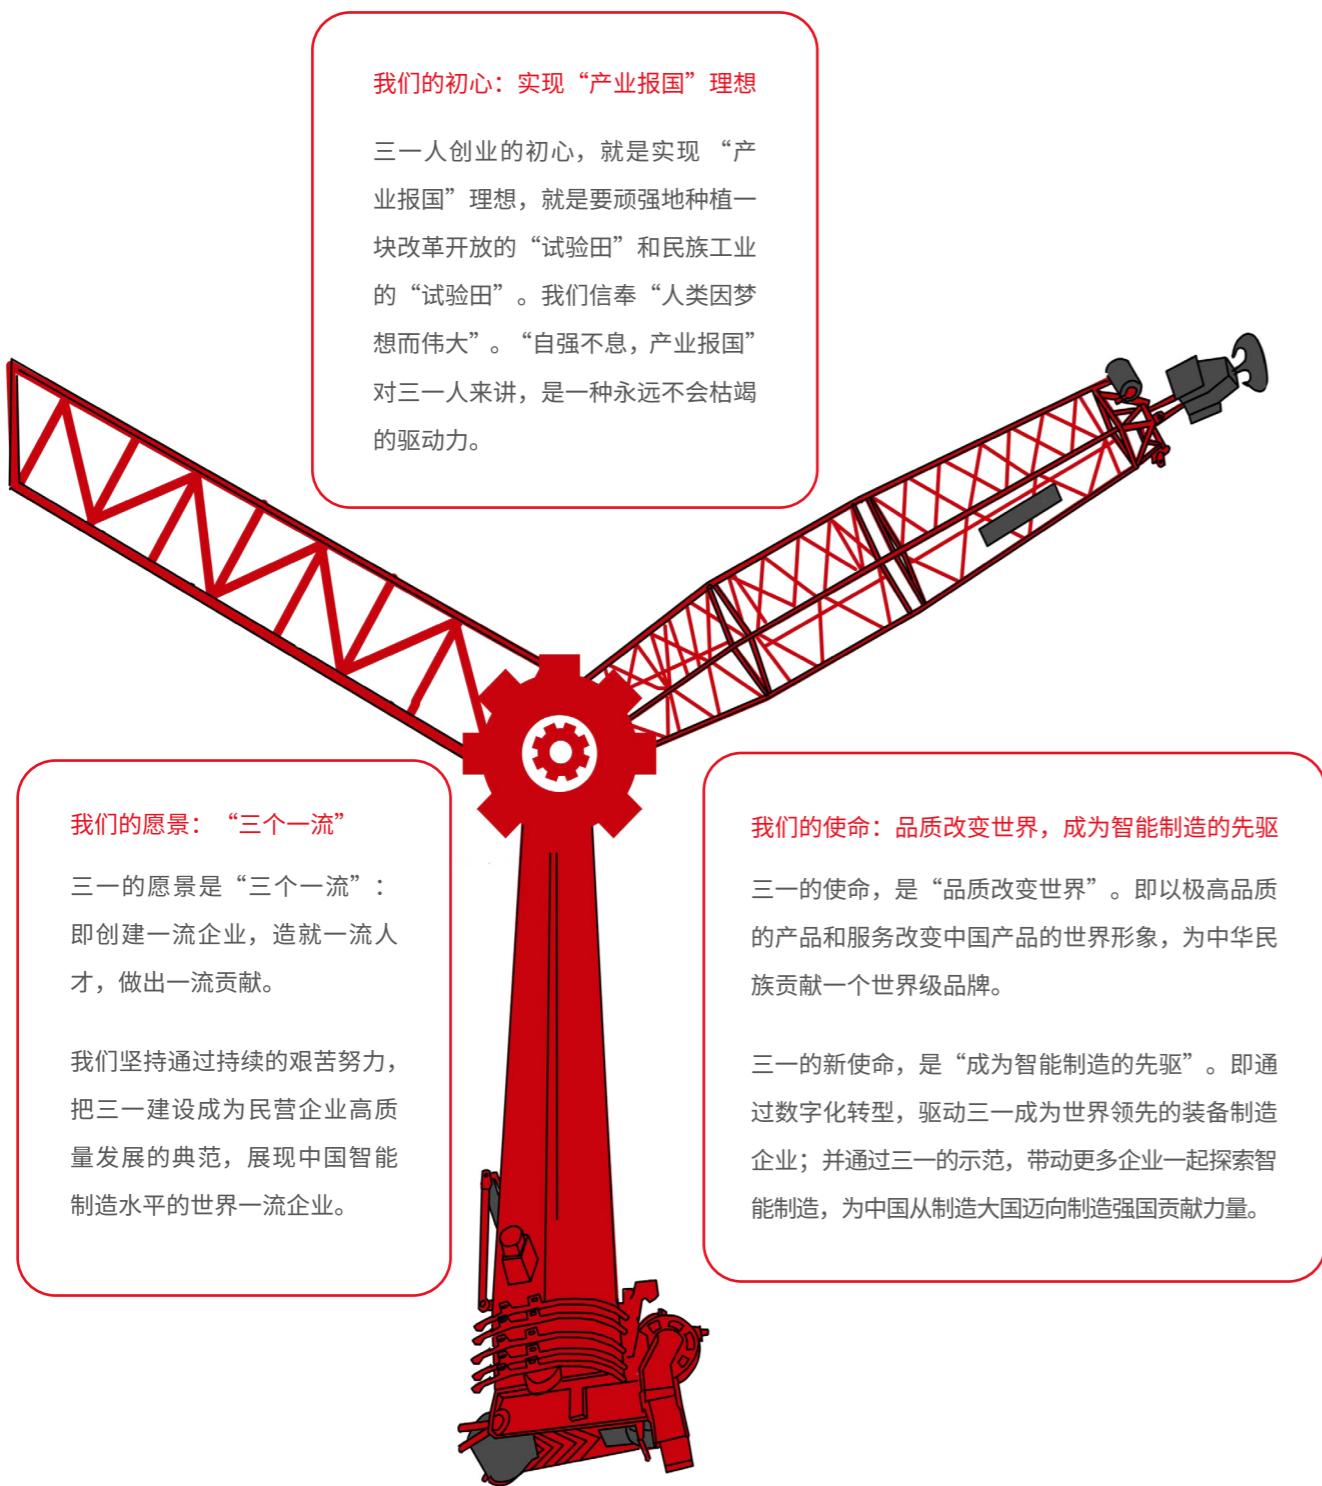 我们的初心：实现“产业报国”理想
三一人创业的初心，就是实现 “产
业报国”理想，就是要顽强地种植一
块改革开放的“试验田”和民族工业
的“试验田”。我们信奉“人类因梦
想而伟大”。“自强不息，产业报国”
对三一人来讲，是一种永远不会枯竭
的驱动力。
我们的愿景：“三个一流”
三一的愿景是“三个一流”：
即创建一流企业，造就一流人
才，做出一流贡献。
我们坚持通过持续的艰苦努力，
把三一建设成为民营企业高质
量发展的典范，展现中国智能
制造水平的世界一流企业。
我们的使命：品质改变世界，成为智能制造的先驱
三一的使命，是“品质改变世界”。即以极高品质
的产品和服务改变中国产品的世界形象，为中华民
族贡献一个世界级品牌。
三一的新使命，是“成为智能制造的先驱”。即通
过数字化转型，驱动三一成为世界领先的装备制造
企业；并通过三一的示范，带动更多企业一起探索智
能制造，为中国从制造大国迈向制造强国贡献力量。